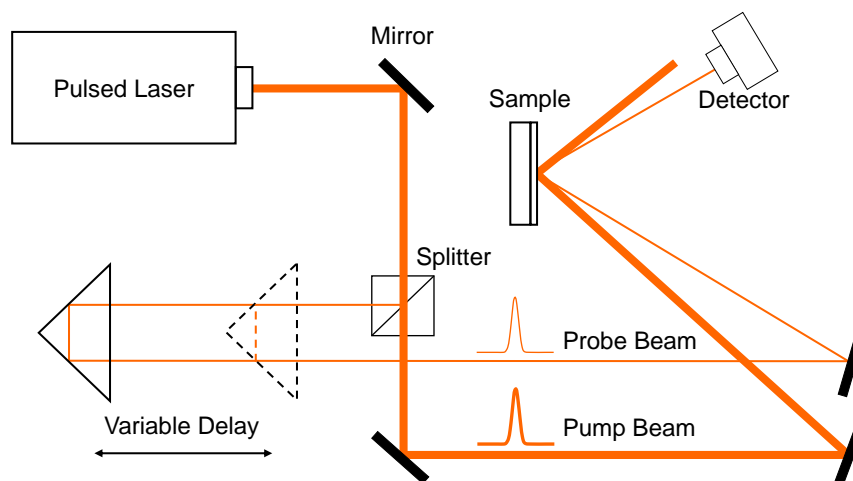 Mirror
Pulsed Laser
Sample
Detector
Splitter
Probe Beam
Variable Delay
Pump Beam